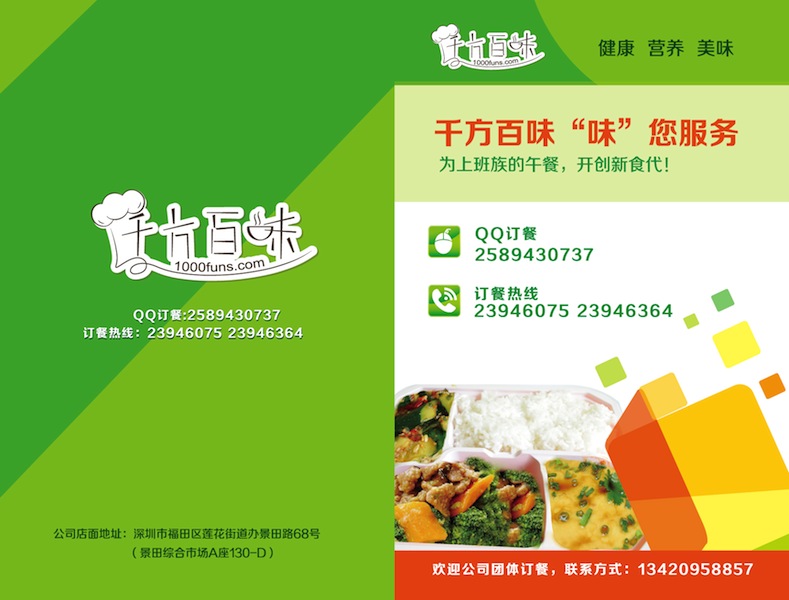 千方百味
1000funs.com
QQ订餐:2589430737
订餐热线：23946075 23946364
公司店面地址：深圳市福田区莲花街道办景田路68号
（景田综合市场A座130-D）
千方百味
1000funs.com
健康 营养 美味
千方百味“味”您服务
为上班族的午餐，开创新食代！
QQ订餐
2589430737
订餐热线
23946075 23946364
欢迎公司团体订餐，联系方式：13420958857